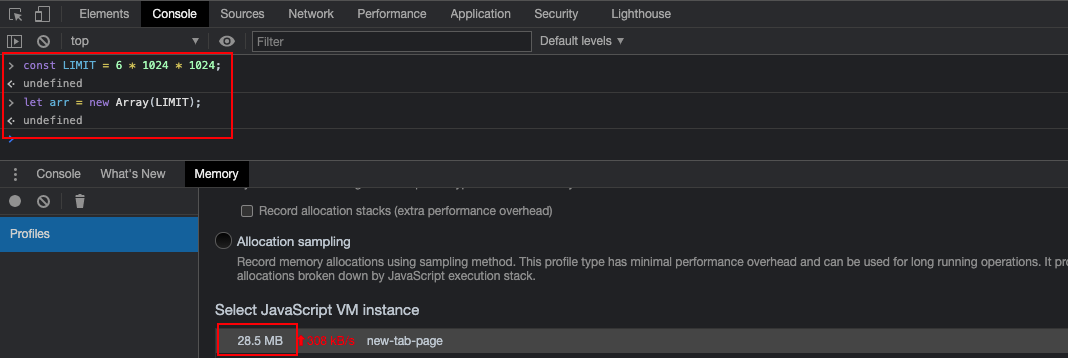 Elements Console Sources Network Performance Application Security Lighthouse
top Filter Default levels
const LIMIT = 6 * 1024 * 1024;
undefined
let arr = new Array(LIMIT);
undefined
Console What's New Memory
Record allocation stacks (extra performance overhead)
Profiles
Allocation sampling
Record memory allocations using sampling method. This profile type has minimal performance overhead and can be used for long running operations. It
allocations broken down by JavaScript execution stack.
Select JavaScript VM instance
28.5 MB new-tab-page